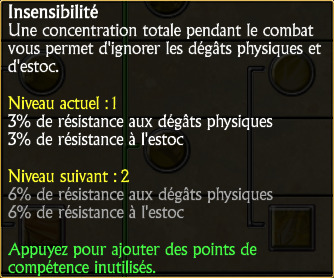 Insensibilité
Une concentration totale pendant le combat
vous permet d'ignorer les dégâts physiques et
d'estoc.
Niveau actuel : 1
3% de résistance aux dégâts physiques
3% de résistance à l'estoc
Niveau suivant : 2
6% de résistance aux dégâts physiques
6% de résistance à l'estoc
Appuyez pour ajouter des points de
compétence inutilisés.